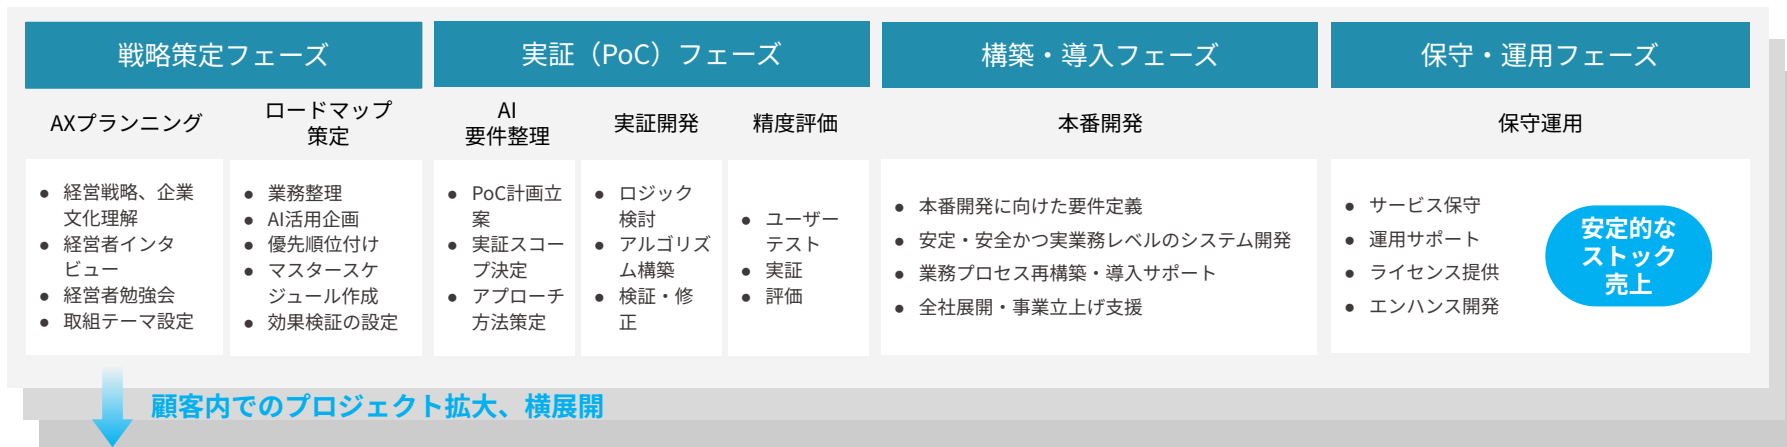 戦略策定フェーズ
実証（PoC）フェーズ
構築・導入フェーズ
保守・運用フェーズ
AXプランニング
ロードマップ
策定
AI
要件整理
実証開発
精度評価
本番開発
保守運用
● 経営戦略、企業
文化理解
● 経営者インタ
ビュー
● 経営者勉強会
● 取組テーマ設定
● 業務整理
● AI活用企画
● 優先順位付け
● マスタースケ
ジュール作成
● 効果検証の設定
● PoC計画立
案
● 実証スコー
プ決定
● アプローチ
方法策定
● ロジック
検討
● アルゴリズ
ム構築
● 検証・修
正
● ユーザー
テスト
● 実証
● 評価
● 本番開発に向けた要件定義
● 安定・安全かつ実業務レベルのシステム開発
● 業務プロセス再構築・導入サポート
● 全社展開・事業立上げ支援
● サービス保守
● 運用サポート
● ライセンス提供
● エンハンス開発
安定的な
ストック
売上
顧客内でのプロジェクト拡大、横展開